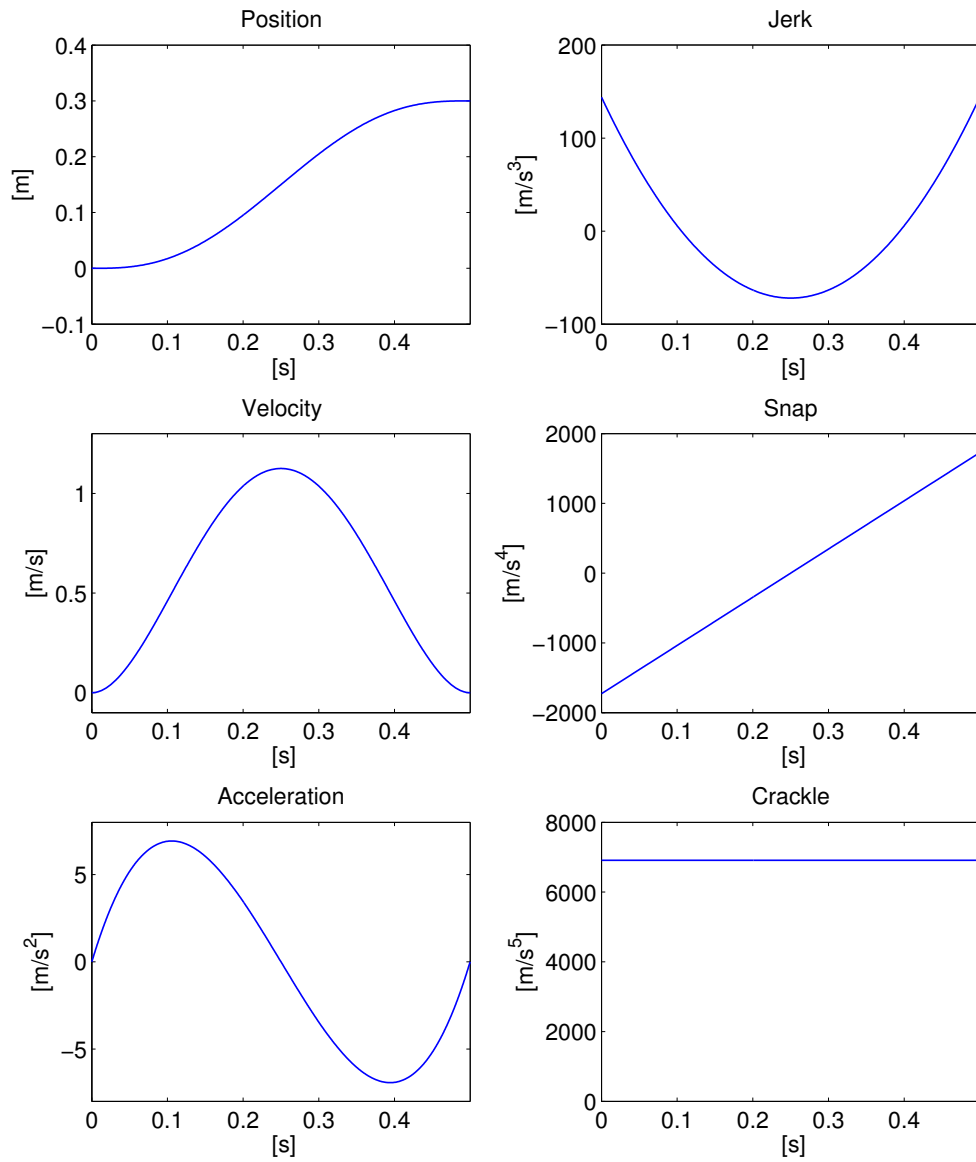 Position
0.4
0.3
0.2
0.1
0
−0.1
[m]
0 0.1 0.2 0.3 0.4
[s]
Jerk
200
100
0
−100
[m/s³]
0 0.1 0.2 0.3 0.4
[s]
Velocity
1
0.5
0
[m/s]
0 0.1 0.2 0.3 0.4
[s]
Snap
2000
1000
0
−1000
−2000
[m/s⁴]
0 0.1 0.2 0.3 0.4
[s]
Acceleration
5
0
−5
[m/s²]
0 0.1 0.2 0.3 0.4
[s]
Crackle
8000
6000
4000
2000
0
[m/s⁵]
0 0.1 0.2 0.3 0.4
[s]